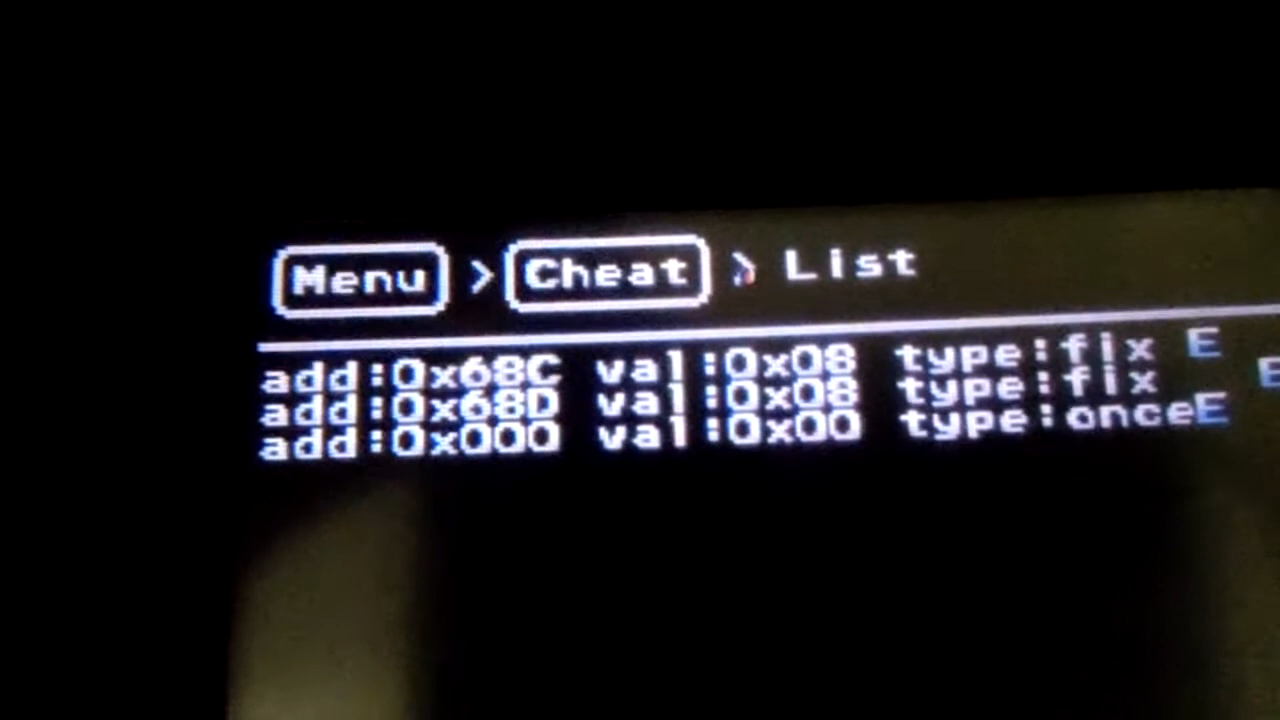 Menu > Cheat > List
add:0x68C val:0x08 type:fix E
add:0x68D val:0x08 type:fix E
add:0x000 val:0x00 type:onceE